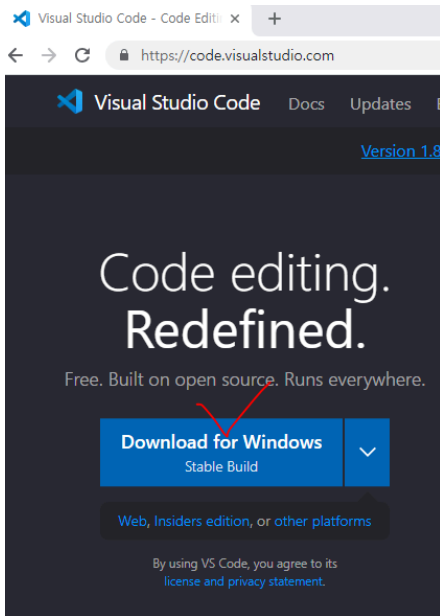 Visual Studio Code - Code Editi
https://code.visualstudio.com
Visual Studio Code Docs Updates
Version 1.8
Code editing.
Redefined.
Free. Built on open source. Runs everywhere.
Download for Windows
Stable Build
Web, Insiders edition, or other platforms
By using VS Code, you agree to its
license and privacy statement.